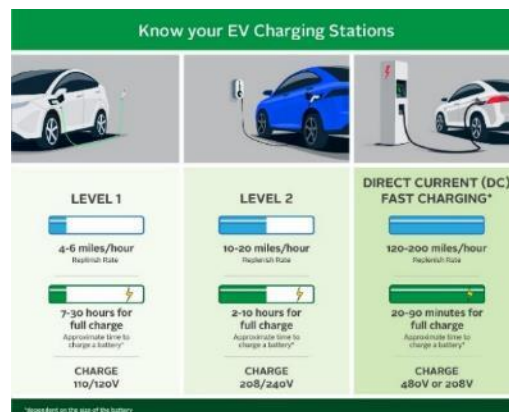 Know your EV Charging Stations
LEVEL 1
4-6 miles/hour
Replinish Rate
7-30 hours for
full charge
Approximate time to
charge a battery*
CHARGE
110/120V
LEVEL 2
10-20 miles/hour
Replenish Rate
2-10 hours for
full charge
Approximate time to
charge a battery*
CHARGE
208/240V
DIRECT CURRENT (DC)
FAST CHARGING*
120-200 miles/hour
Replenish Rate
20-90 minutes for
full charge
Approximate time to
charge a battery*
CHARGE
480V or 208V
*dependent on the size of the battery